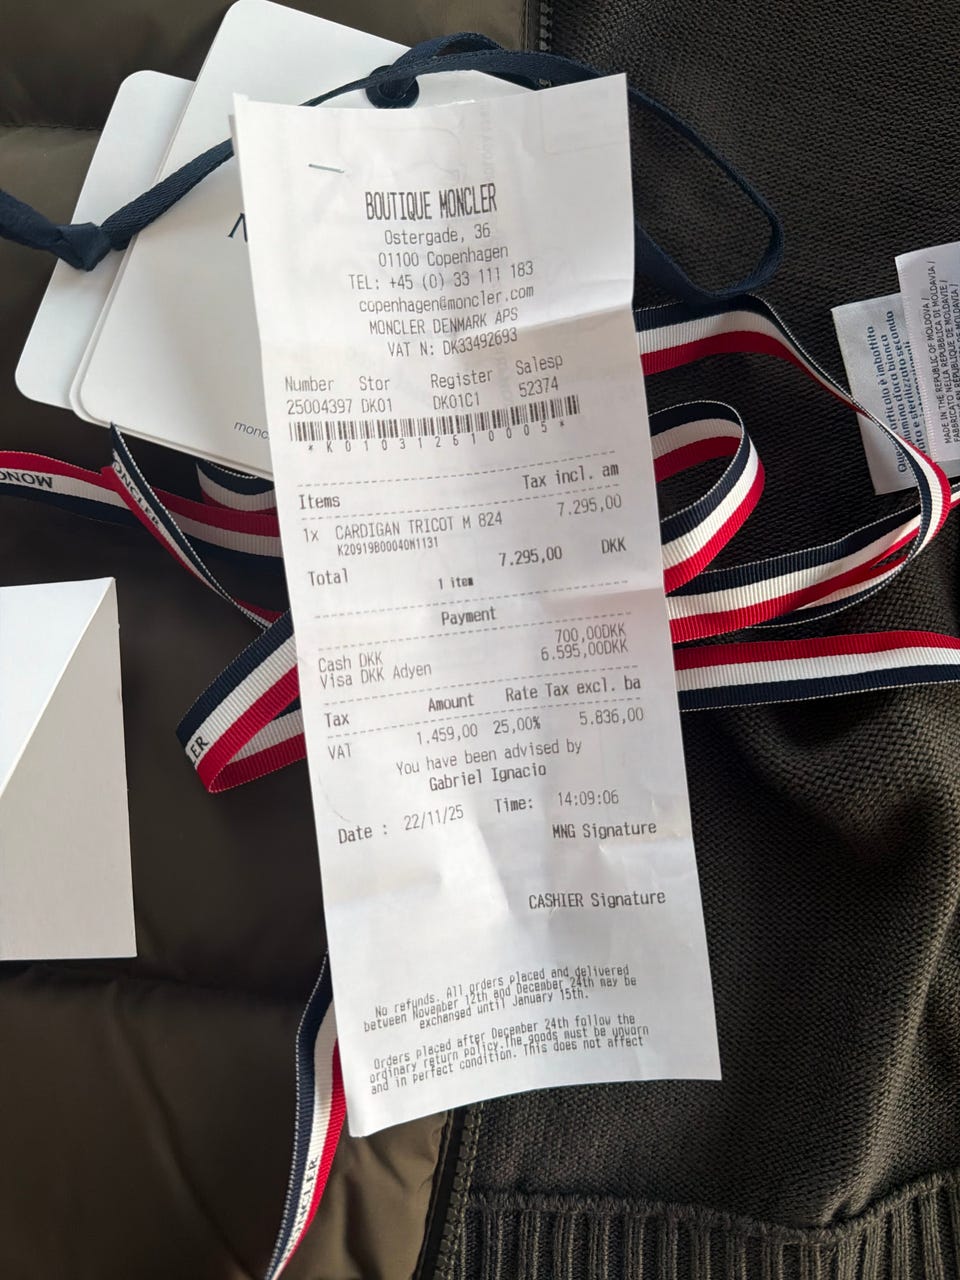 BOUTIQUE MONCLER
Ostergade, 36
01100 Copenhagen
TEL: +45 (0) 33 111 183
copenhagen@moncler.com
MONCLER DENMARK APS
VAT N: DK33492693
Number Stor Register Salesp
25004397 DK01 DK01C1 52374
*K01031261 0005*
Items Tax incl. am
1x CARDIGAN TRICOT M 824 7.295,00
K20919B00040M1131
Total 7.295,00 DKK
1 item
Payment
Cash DKK 700,00DKK
Visa DKK Adyen 6.595,00DKK
Tax Amount Rate Tax excl. ba
VAT 1.459,00 25,00% 5.836,00
You have been advised by
Gabriel Ignacio
Date : 22/11/25 Time: 14:09:06
MNG Signature
CASHIER Signature
No refunds. All orders placed and delivered
between November 12th and December 24th may be
exchanged until January 15th.
Orders placed after December 24th follow the
ordinary return policy.The goods must be unworn
and in perfect condition. This does not affect
MONCLER
MONCLER
MADE IN THE REPUBLIC OF MOLDOVA /
FABBRICATO NELLA REPUBBLICA DI MOLDAVIA /